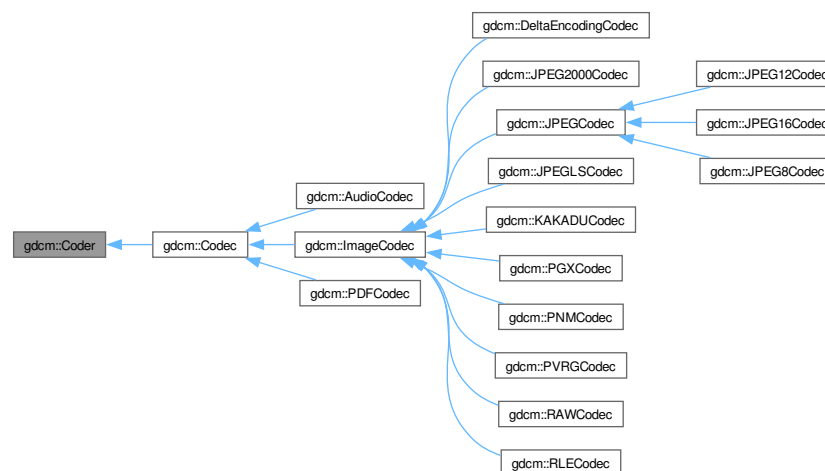 gdcm::DeltaEncodingCodec
gdcm::JPEG2000Codec
gdcm::JPEG12Codec
gdcm::JPEGCodec
gdcm::JPEG16Codec
gdcm::JPEGLSCodec
gdcm::JPEG8Codec
gdcm::AudioCodec
gdcm::KAKADUCodec
gdcm::Coder
gdcm::Codec
gdcm::ImageCodec
gdcm::PGXCodec
gdcm::PDFCodec
gdcm::PNMCodec
gdcm::PVRGCodec
gdcm::RAWCodec
gdcm::RLECodec